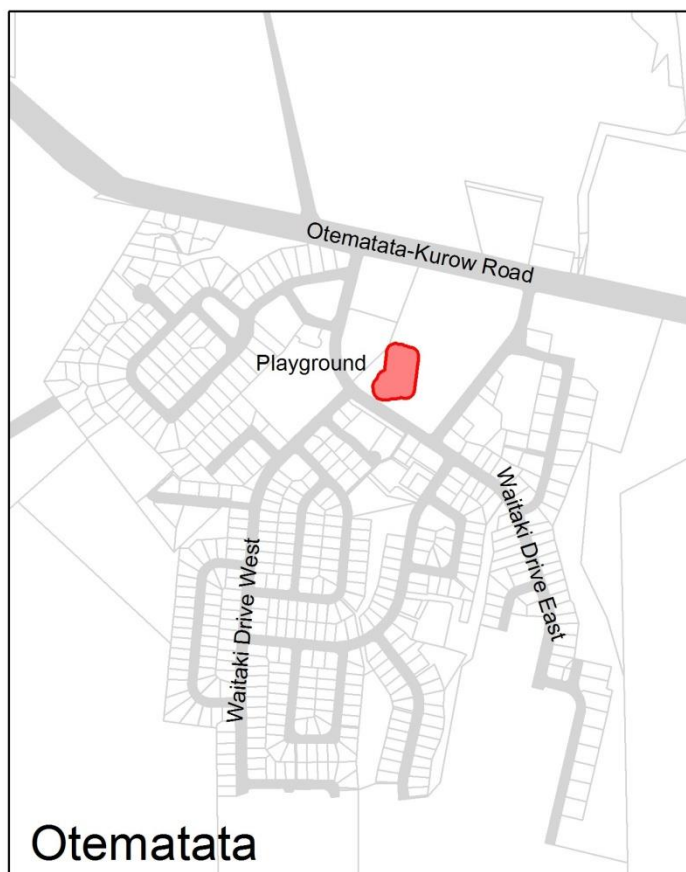 Otematata-Kurow Road
Playground
Waitaki Drive East
Waitaki Drive West
Otematata